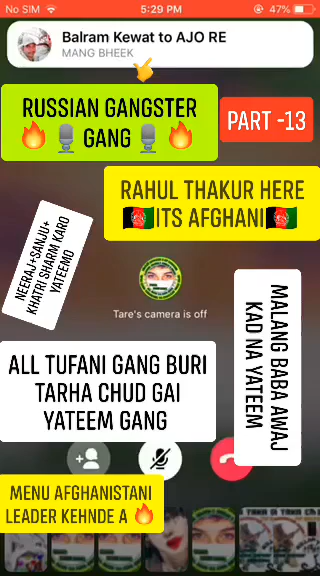 No SIM 5:29 PM 47%
Balram Kewat to AJO RE
MANG BHEEK
RUSSIAN GANGSTER
🔥🎙️GANG🎙️🔥
PART -13
RAHUL THAKUR HERE
🇦🇫ITS AFGHANI🇦🇫
NEERAJ+SANJU+
KHATRI SHARM KARO
YATEEMO
Tare's camera is off
MALANG BABA AWAJ
KAD NA YATEEM
ALL TUFANI GANG BURI
TARHA CHUD GAI
YATEEM GANG
MENU AFGHANISTANI
LEADER KEHNDE A 🔥